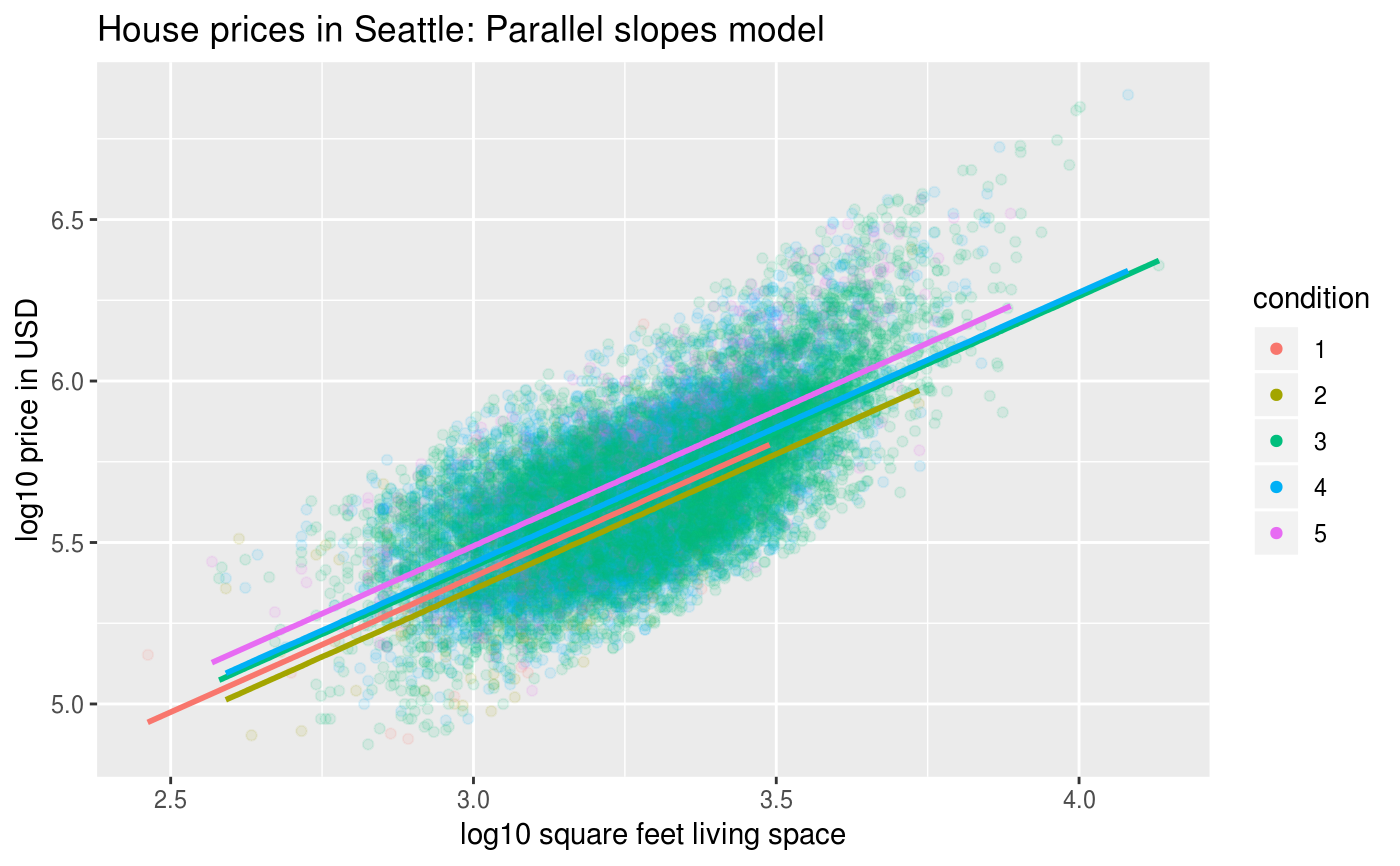 House prices in Seattle: Parallel slopes model
log10 price in USD
6.5
6.0
5.5
5.0
2.5 3.0 3.5 4.0
log10 square feet living space
condition
1
2
3
4
5